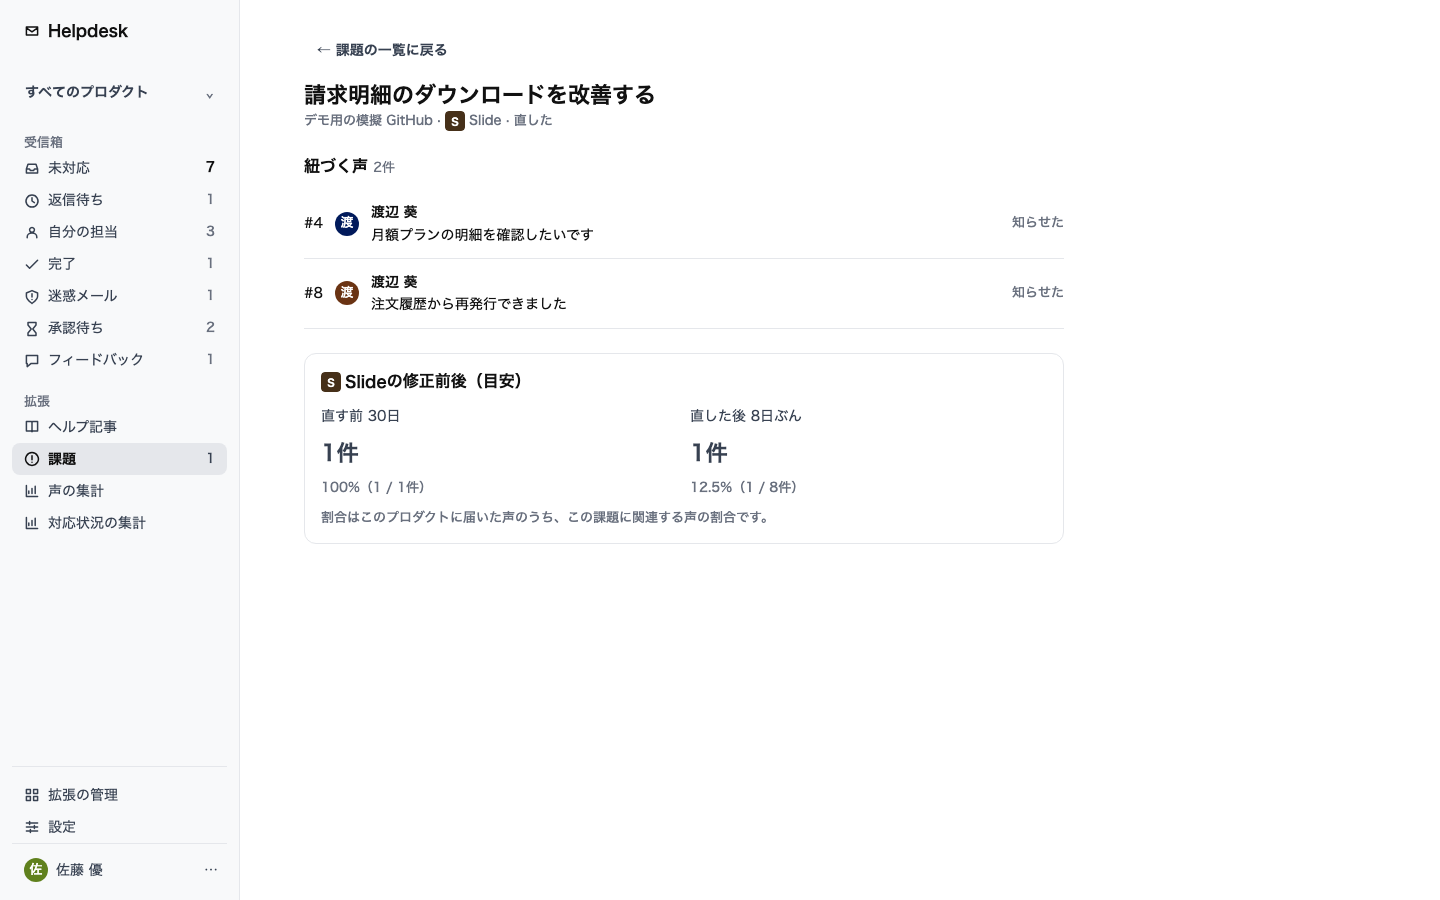 Helpdesk
すべてのプロダクト
受信箱
未対応 7
返信待ち 1
自分の担当 3
完了 1
迷惑メール 1
承認待ち 2
フィードバック 1
拡張
ヘルプ記事
課題 1
声の集計
対応状況の集計
拡張の管理
設定
佐 佐藤 優 …
← 課題の一覧に戻る
請求明細のダウンロードを改善する
デモ用の模擬 GitHub · S Slide · 直した
紐づく声 2件
#4 渡 渡辺 葵
月額プランの明細を確認したいです
知らせた
#8 渡 渡辺 葵
注文履歴から再発行できました
知らせた
S Slideの修正前後（目安）
直す前 30日
1件
100%（1 / 1件）
直した後 8日ぶん
1件
12.5%（1 / 8件）
割合はこのプロダクトに届いた声のうち、この課題に関連する声の割合です。